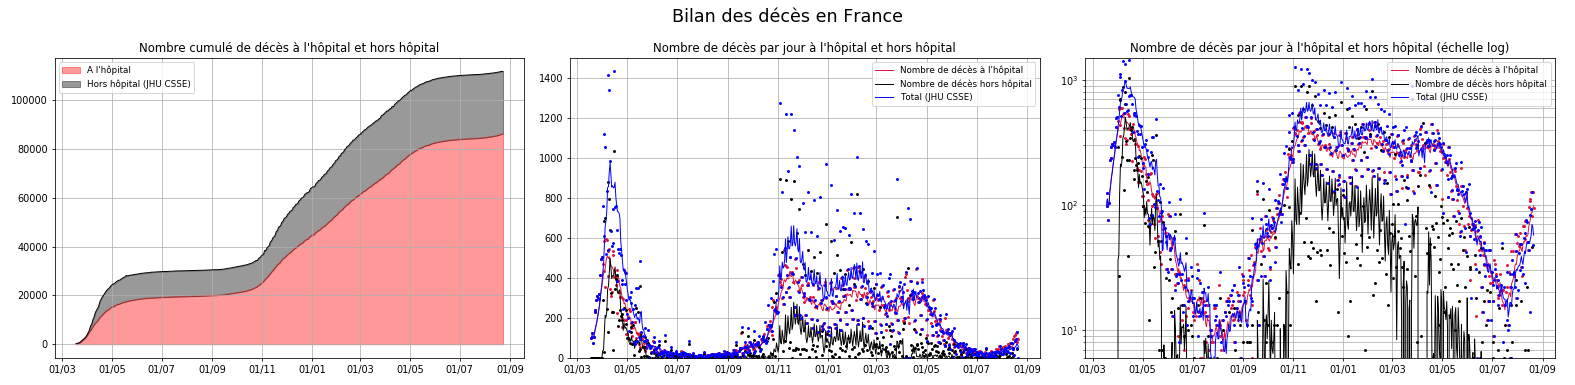 Bilan des décès en France
Nombre cumulé de décès à l'hôpital et hors hôpital
A l'hôpital
Hors hôpital (JHU CSSE)
100000
80000
60000
40000
20000
0
01/03 01/05 01/07 01/09 01/11 01/01 01/03 01/05 01/07 01/09
Nombre de décès par jour à l'hôpital et hors hôpital
Nombre de décès à l'hôpital
Nombre de décès hors hôpital
Total (JHU CSSE)
1400
1200
1000
800
600
400
200
0
01/03 01/05 01/07 01/09 01/11 01/01 01/03 01/05 01/07 01/09
Nombre de décès par jour à l'hôpital et hors hôpital (échelle log)
Nombre de décès à l'hôpital
Nombre de décès hors hôpital
Total (JHU CSSE)
10³
10²
10¹
01/03 01/05 01/07 01/09 01/11 01/01 01/03 01/05 01/07 01/09